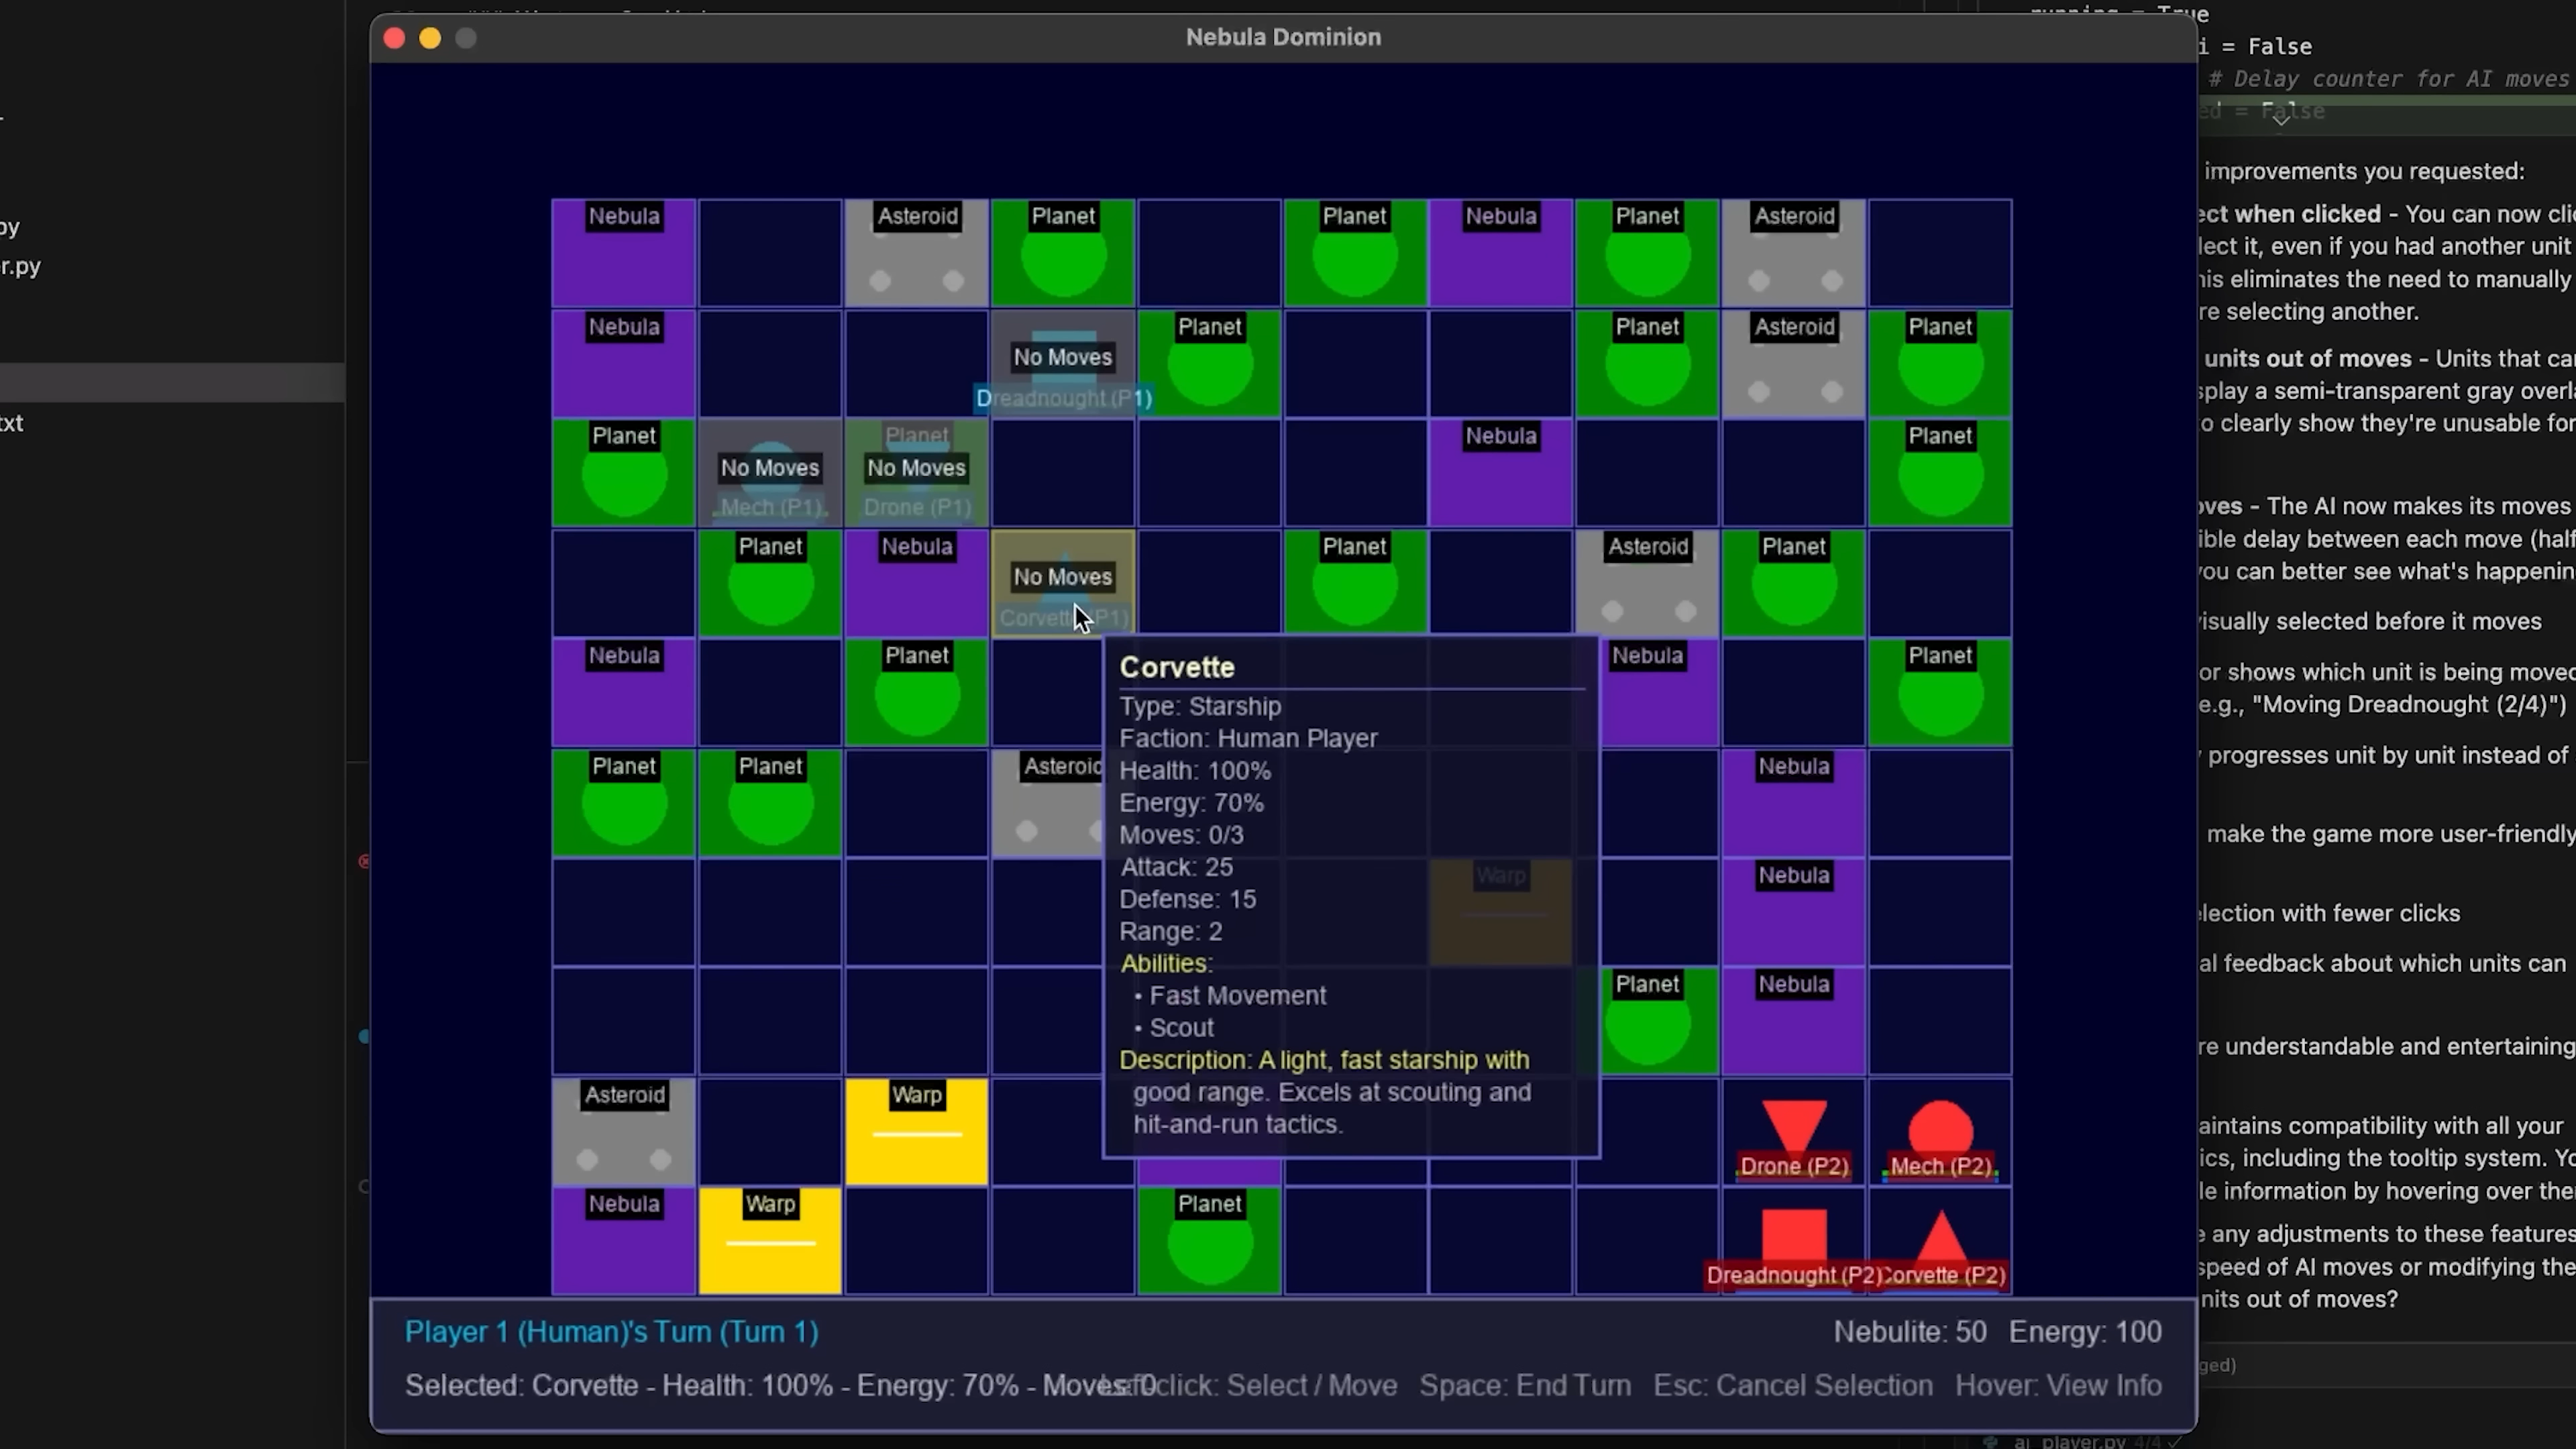 running = True
Nebula Dominion
i = False
# Delay counter for AI moves
ed = False
py
r.py
txt
improvements you requested:
ect when clicked - You can now clic
lect it, even if you had another unit
his eliminates the need to manually
re selecting another.
units out of moves - Units that can
splay a semi-transparent gray overla
to clearly show they're unusable for
oves - The AI now makes its moves
ible delay between each move (half
you can better see what's happenin
visually selected before it moves
or shows which unit is being moved
e.g., "Moving Dreadnought (2/4)")
progresses unit by unit instead of
make the game more user-friendly
election with fewer clicks
al feedback about which units can
re understandable and entertaining
aintains compatibility with all your
ics, including the tooltip system. Yo
le information by hovering over the
e any adjustments to these features
speed of AI moves or modifying the
nits out of moves?
ged)
ai_player.py 4/4
Nebula Asteroid Planet Planet Nebula Planet Asteroid
Nebula Planet Planet Asteroid Planet
No Moves
Dreadnought (P1)
Planet Planet Nebula Planet
No Moves No Moves
Mech (P1) Drone (P1)
Planet Nebula Planet Asteroid Planet
No Moves
Corvette (P1)
Nebula Planet Nebula Planet
Planet Planet Asteroid Nebula
Warp Nebula
Planet Nebula
Corvette
Type: Starship
Faction: Human Player
Health: 100%
Energy: 70%
Moves: 0/3
Attack: 25
Defense: 15
Range: 2
Abilities:
• Fast Movement
• Scout
Description: A light, fast starship with
good range. Excels at scouting and
hit-and-run tactics.
Asteroid Warp
Drone (P2) Mech (P2)
Nebula Warp Planet
Dreadnought (P2) Corvette (P2)
Player 1 (Human)'s Turn (Turn 1) Nebulite: 50 Energy: 100
Selected: Corvette - Health: 100% - Energy: 70% - Moves: 0 click: Select / Move Space: End Turn Esc: Cancel Selection Hover: View Info